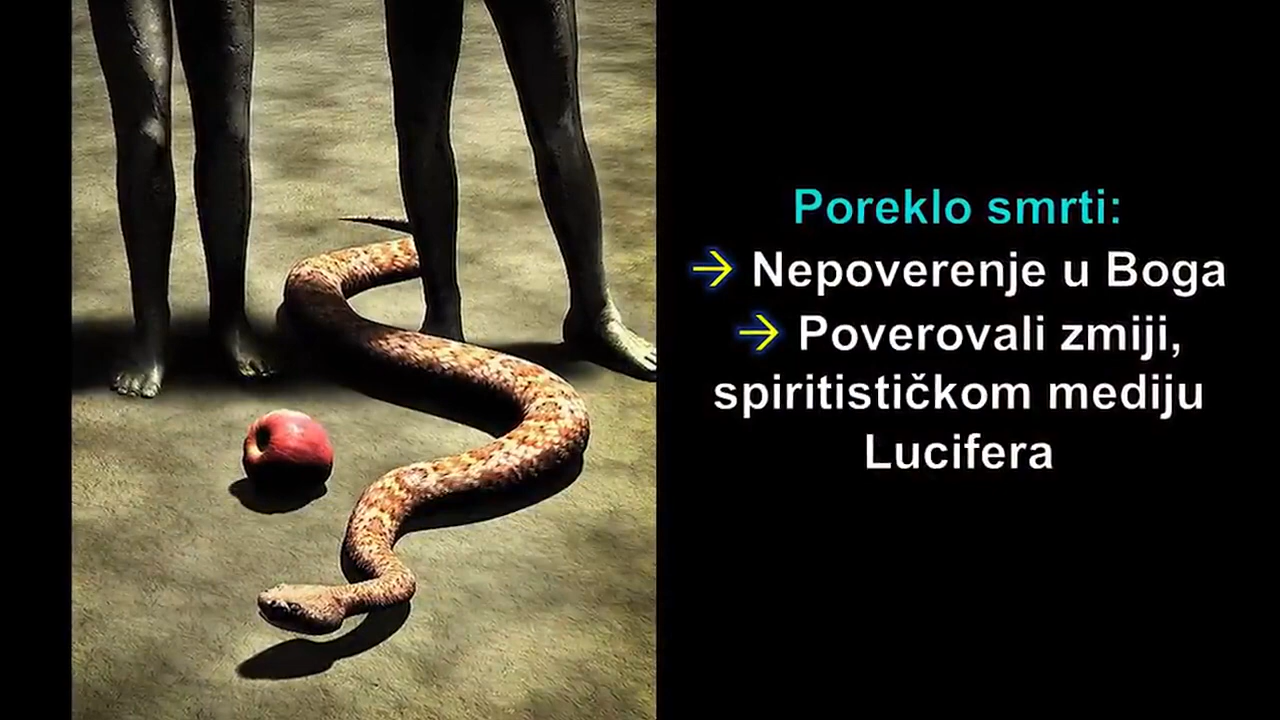 Poreklo smrti:
→ Nepoverenje u Boga
→ Poverovali zmiji,
spiritističkom mediju
Lucifera